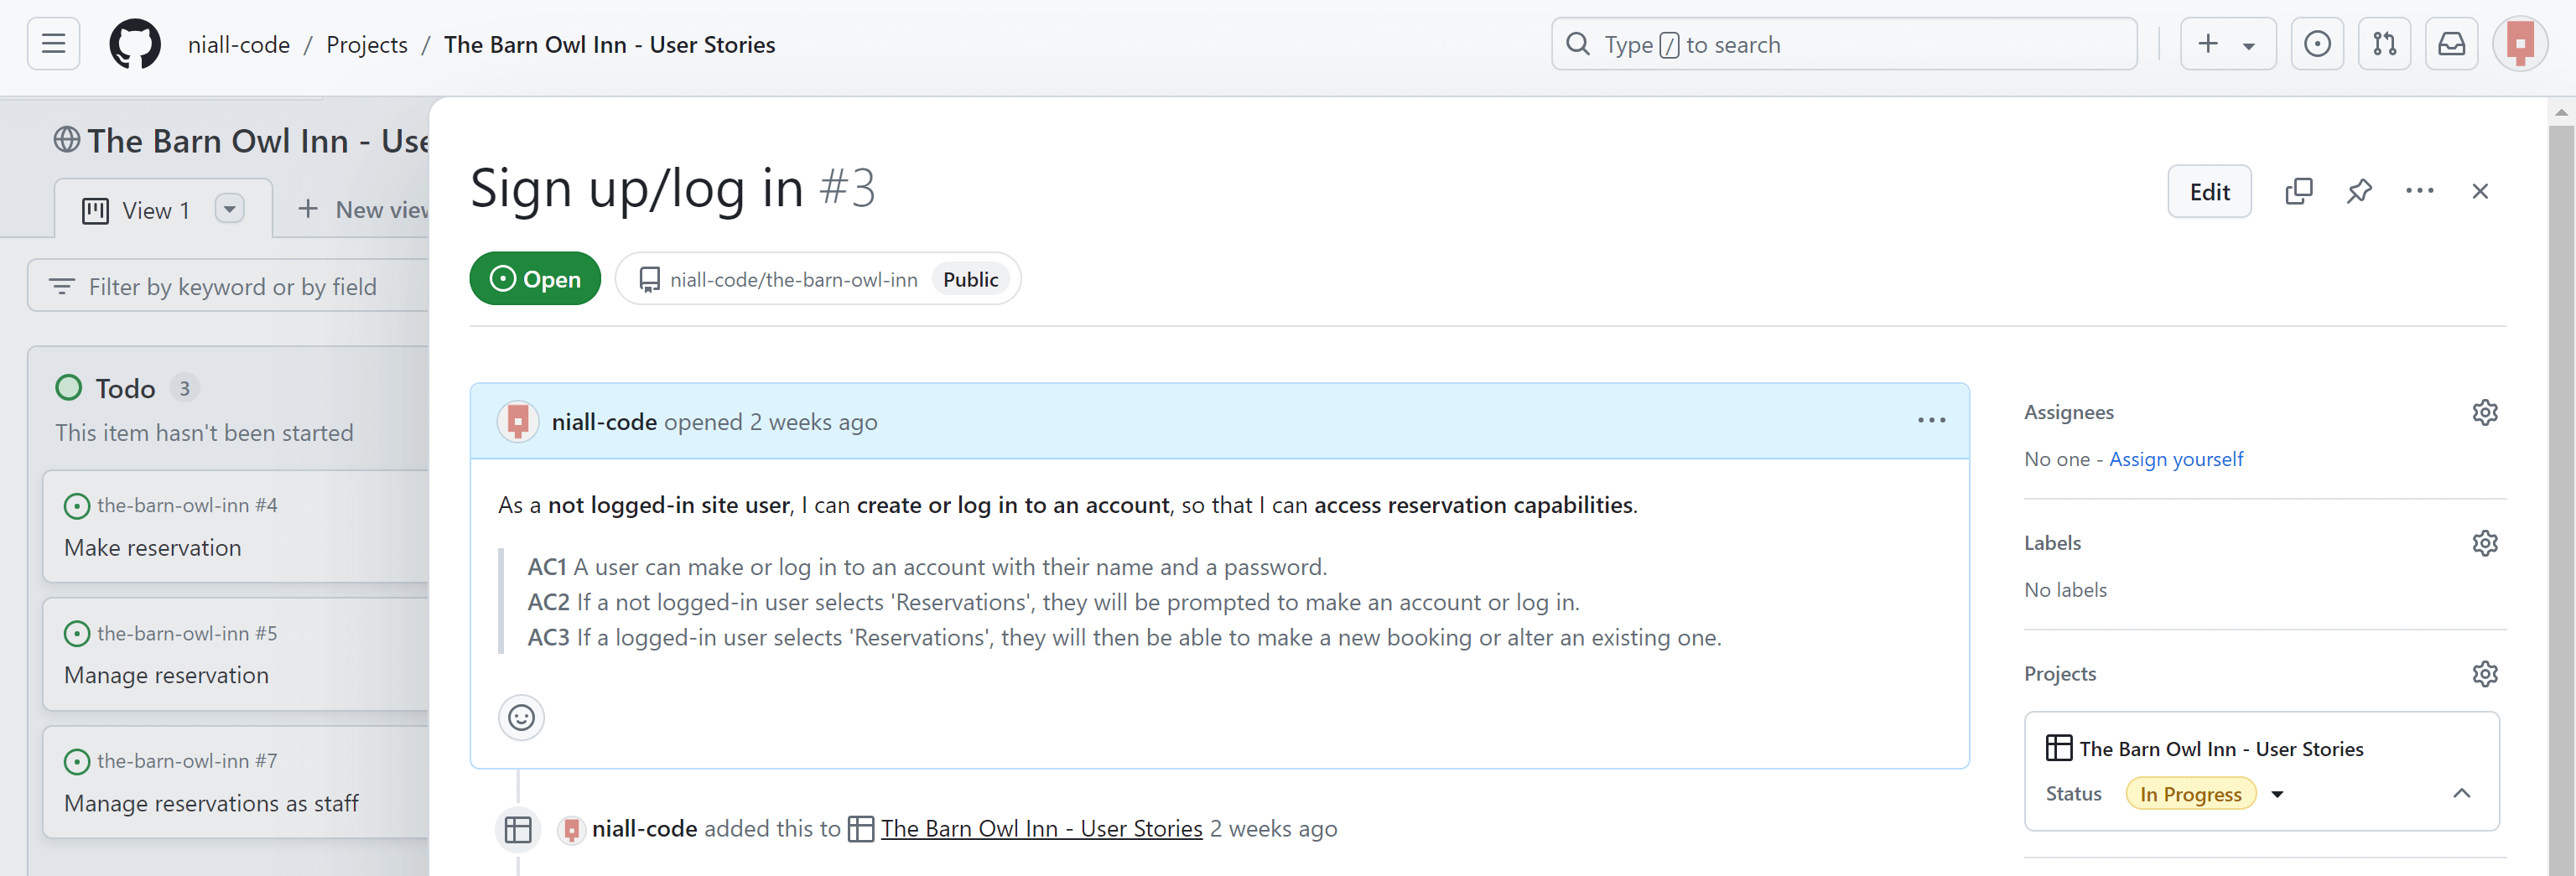 niall-code / Projects / The Barn Owl Inn - User Stories
Type / to search
The Barn Owl Inn - Use
View 1
New view
Filter by keyword or by field
Todo 3
This item hasn't been started
the-barn-owl-inn #4
Make reservation
the-barn-owl-inn #5
Manage reservation
the-barn-owl-inn #7
Manage reservations as staff
Sign up/log in #3
Edit
Open
niall-code/the-barn-owl-inn Public
niall-code opened 2 weeks ago
As a not logged-in site user, I can create or log in to an account, so that I can access reservation capabilities.
AC1 A user can make or log in to an account with their name and a password.
AC2 If a not logged-in user selects 'Reservations', they will be prompted to make an account or log in.
AC3 If a logged-in user selects 'Reservations', they will then be able to make a new booking or alter an existing one.
niall-code added this to The Barn Owl Inn - User Stories 2 weeks ago
Assignees
No one - Assign yourself
Labels
No labels
Projects
The Barn Owl Inn - User Stories
Status In Progress